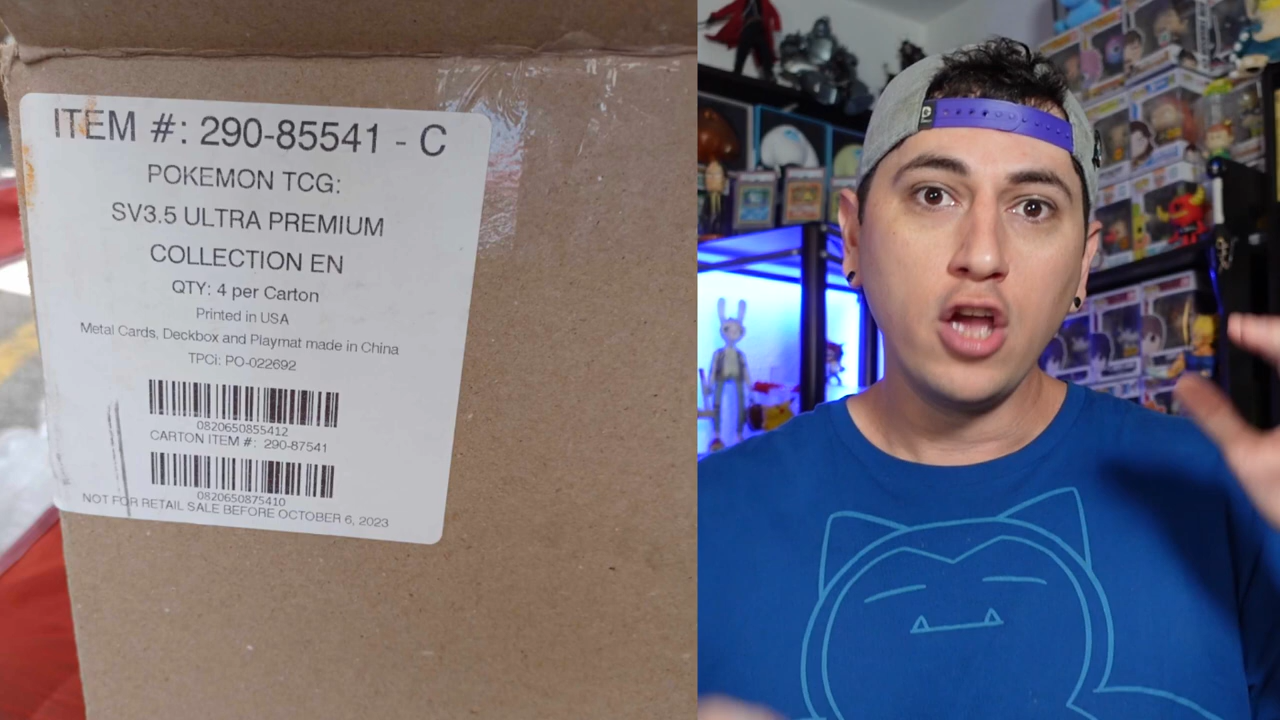 ITEM #: 290-85541 - C
POKEMON TCG:
SV3.5 ULTRA PREMIUM
COLLECTION EN
QTY: 4 per Carton
Printed in USA
Metal Cards, Deckbox and Playmat made in China
TPCi: PO-022692
0820650855412
CARTON ITEM #: 290-87541
0820650875410
NOT FOR RETAIL SALE BEFORE OCTOBER 6, 2023